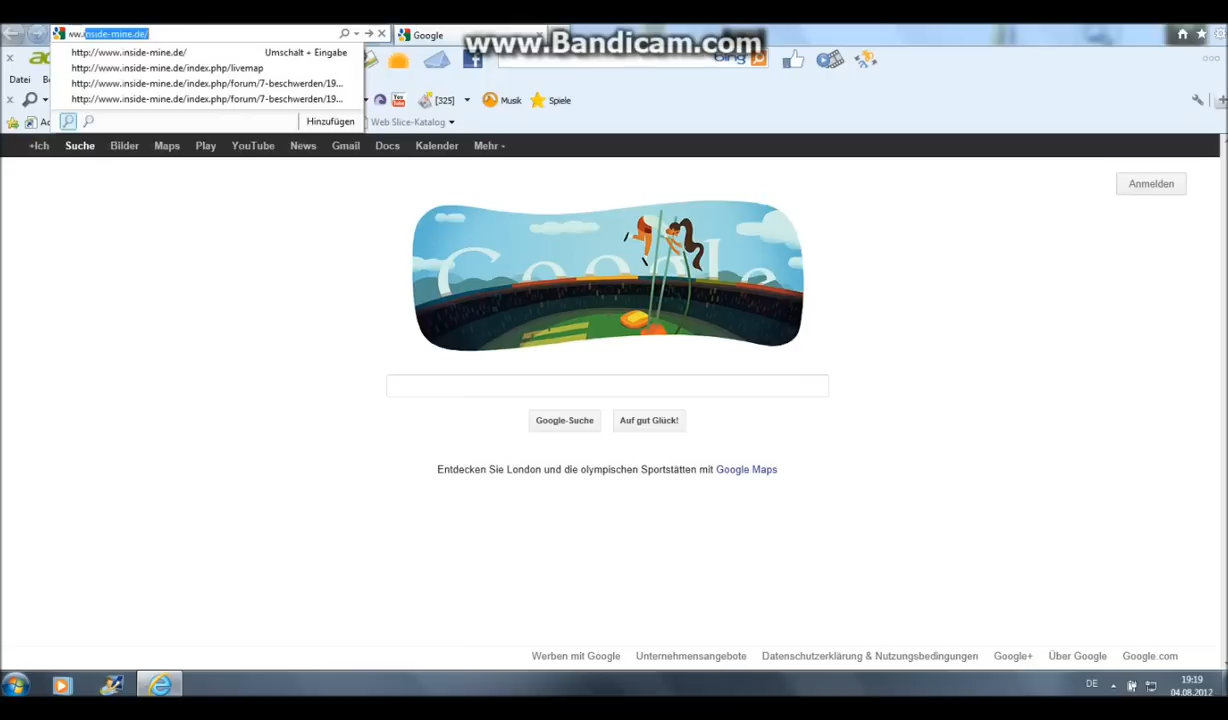 www.inside-mine.de/
Google
www.Bandicam.com
http://www.inside-mine.de/ Umschalt + Eingabe
http://www.inside-mine.de/index.php/livemap
http://www.inside-mine.de/index.php/forum/7-beschwerden/19...
http://www.inside-mine.de/index.php/forum/7-beschwerden/19...
bing
Datei
You Tube [325] Musik Spiele
Hinzufügen
Web Slice-Katalog
+Ich Suche Bilder Maps Play YouTube News Gmail Docs Kalender Mehr
Anmelden
Google
Google-Suche Auf gut Glück!
Entdecken Sie London und die olympischen Sportstätten mit Google Maps
Werben mit Google Unternehmensangebote Datenschutzerklärung & Nutzungsbedingungen Google+ Über Google Google.com
DE 19:19
04.08.2012